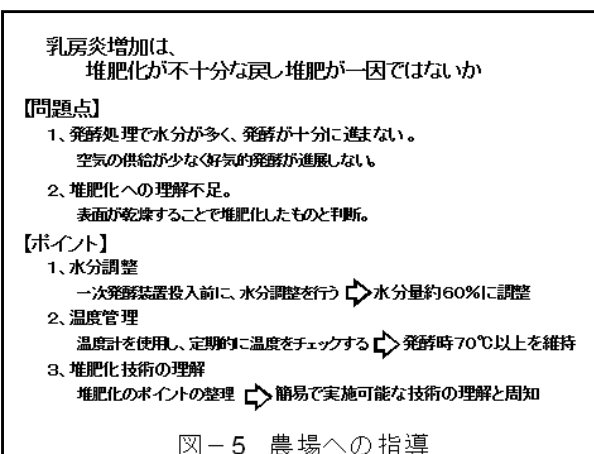 乳房炎増加は、
堆肥化が不十分な戻し堆肥が一因ではないか
【問題点】
1、発酵処理で水分が多く、発酵が十分に進まない。
空気の供給が少なく好気的発酵が進展しない。
2、堆肥化への理解不足。
表面が乾燥することで堆肥化したものと判断。
【ポイント】
1、水分調整
一次発酵装置投入前に、水分調整を行う ⇨ 水分量約60%に調整
2、温度管理
温度計を使用し、定期的に温度をチェックする ⇨ 発酵時70℃以上を維持
3、堆肥化技術の理解
堆肥化のポイントの整理 ⇨ 簡易で実施可能な技術の理解と周知
図－5 農場への指導